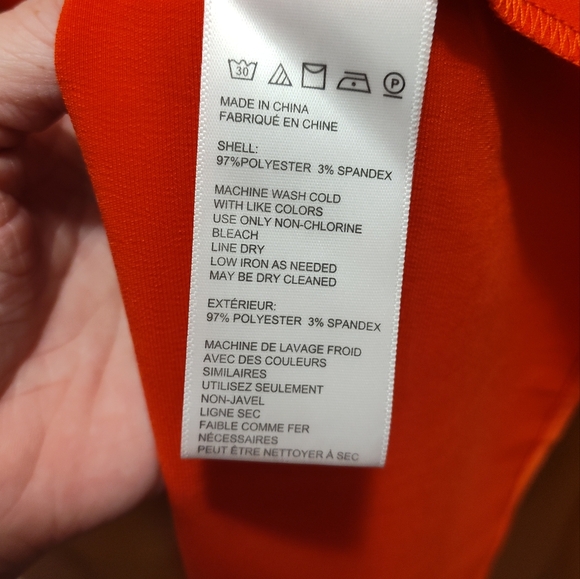 30 P
MADE IN CHINA
FABRIQUÉ EN CHINE
SHELL:
97%POLYESTER 3% SPANDEX
MACHINE WASH COLD
WITH LIKE COLORS
USE ONLY NON-CHLORINE
BLEACH
LINE DRY
LOW IRON AS NEEDED
MAY BE DRY CLEANED
EXTÉRIEUR:
97% POLYESTER 3% SPANDEX
MACHINE DE LAVAGE FROID
AVEC DES COULEURS
SIMILAIRES
UTILISEZ SEULEMENT
NON-JAVEL
LIGNE SEC
FAIBLE COMME FER
NÉCESSAIRES
PEUT ÊTRE NETTOYER À SEC